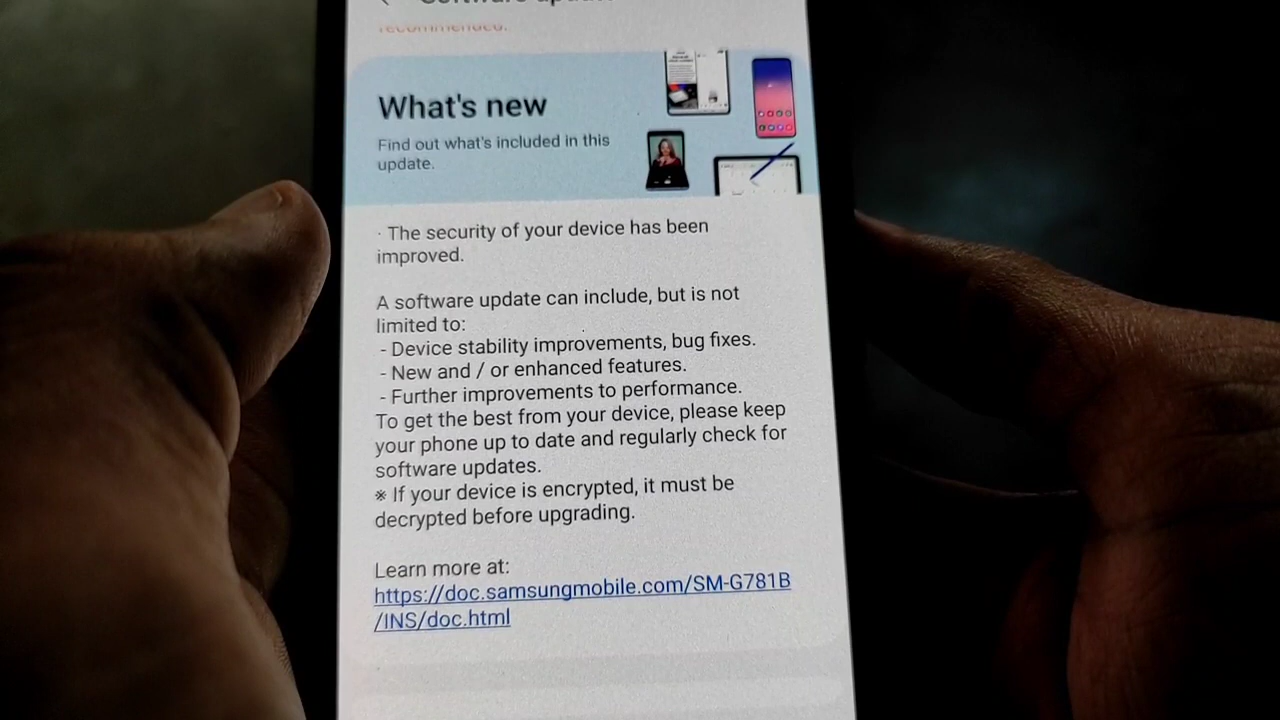 Software update
recommended.
What's new
Find out what's included in this
update.
· The security of your device has been
improved.
A software update can include, but is not
limited to:
- Device stability improvements, bug fixes.
- New and / or enhanced features.
- Further improvements to performance.
To get the best from your device, please keep
your phone up to date and regularly check for
software updates.
※ If your device is encrypted, it must be
decrypted before upgrading.
Learn more at:
https://doc.samsungmobile.com/SM-G781B
/INS/doc.html